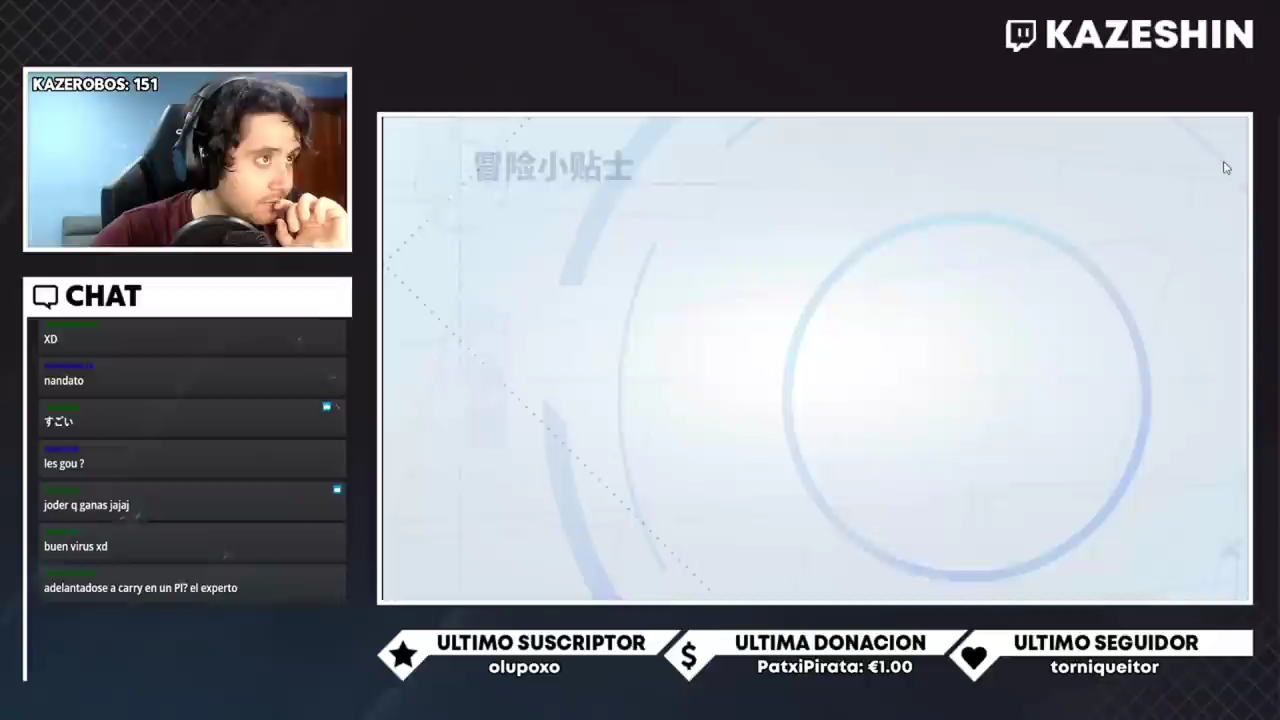 KAZESHIN
KAZEROBOS: 151
冒险小贴士
CHAT
XD
nandato
すごい
les gou ?
joder q ganas jajaj
buen virus xd
adelantadose a carry en un PI? el experto
ULTIMO SUSCRIPTOR
olupoxo
ULTIMA DONACION
PatxiPirata: €1.00
ULTIMO SEGUIDOR
torniqueitor